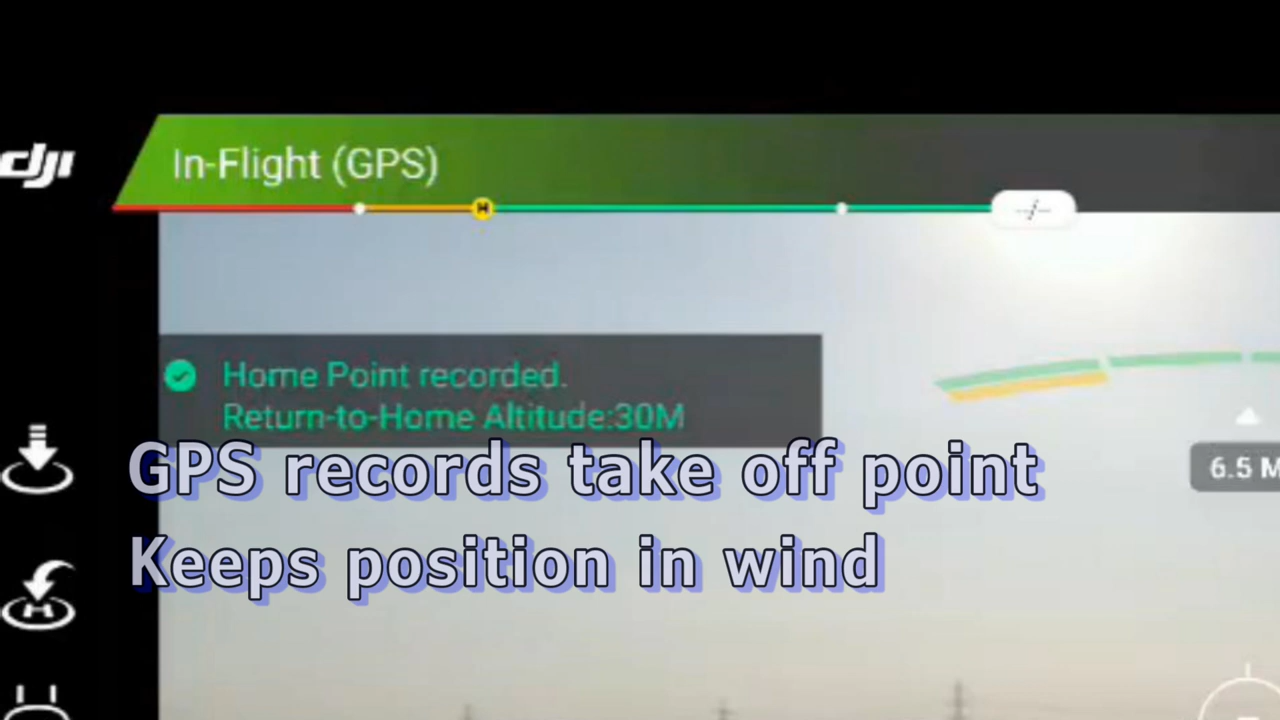 dji
In-Flight (GPS)
H
-/-
Home Point recorded.
Return-to-Home Altitude:30M
GPS records take off point
6.5 M
Keeps position in wind
H